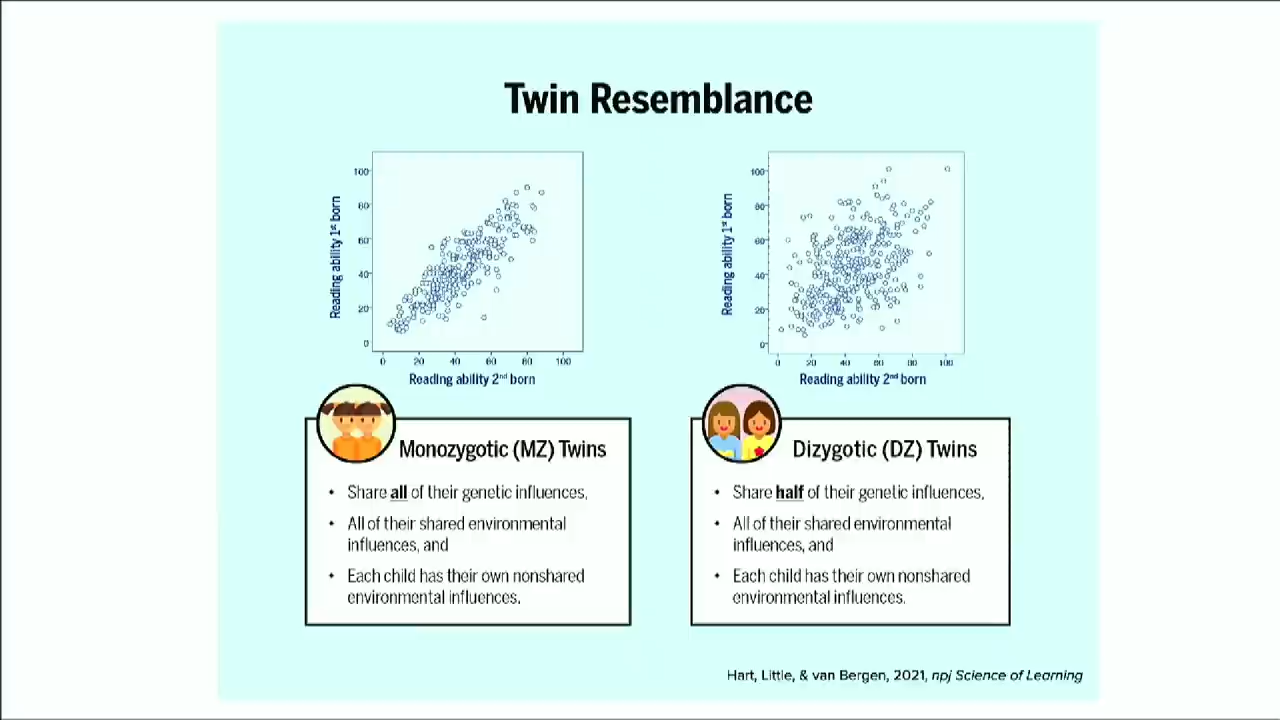 Twin Resemblance
Reading ability 1st born
100
80
60
40
20
0
0 20 40 60 80 100
Reading ability 2nd born
Reading ability 1st born
100
80
60
40
20
0
0 20 40 60 80 100
Reading ability 2nd born
Monozygotic (MZ) Twins
• Share all of their genetic influences,
• All of their shared environmental
influences, and
• Each child has their own nonshared
environmental influences.
Dizygotic (DZ) Twins
• Share half of their genetic influences,
• All of their shared environmental
influences, and
• Each child has their own nonshared
environmental influences.
Hart, Little, & van Bergen, 2021, npj Science of Learning